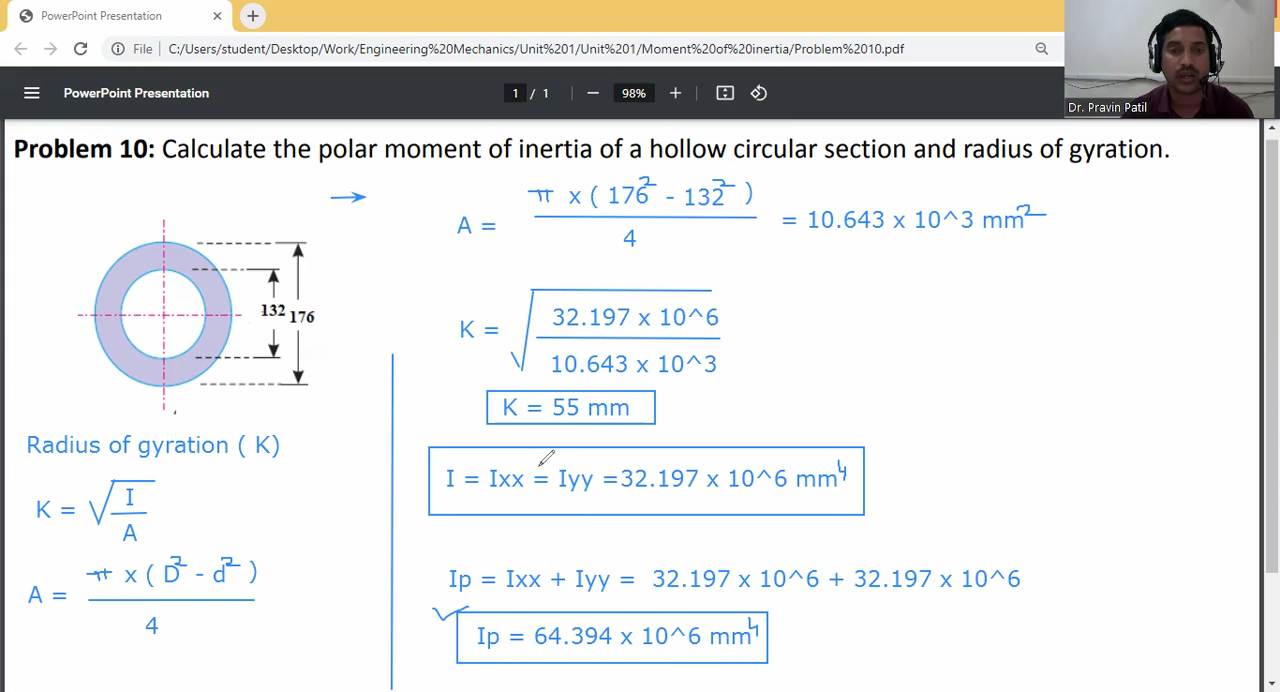 PowerPoint Presentation
File C:/Users/student/Desktop/Work/Engineering%20Mechanics/Unit%201/Unit%201/Moment%20of%20inertia/Problem%2010.pdf
PowerPoint Presentation
1 / 1
98%
Dr. Pravin Patil
Problem 10: Calculate the polar moment of inertia of a hollow circular section and radius of gyration.
132 176
Radius of gyration ( K)
K = √ I / A
A = π x ( D² - d² ) / 4
A = π x ( 176² - 132² ) / 4 = 10.643 x 10^3 mm²
K = √ 32.197 x 10^6 / 10.643 x 10^3
K = 55 mm
I = Ixx = Iyy =32.197 x 10^6 mm⁴
Ip = Ixx + Iyy = 32.197 x 10^6 + 32.197 x 10^6
Ip = 64.394 x 10^6 mm⁴